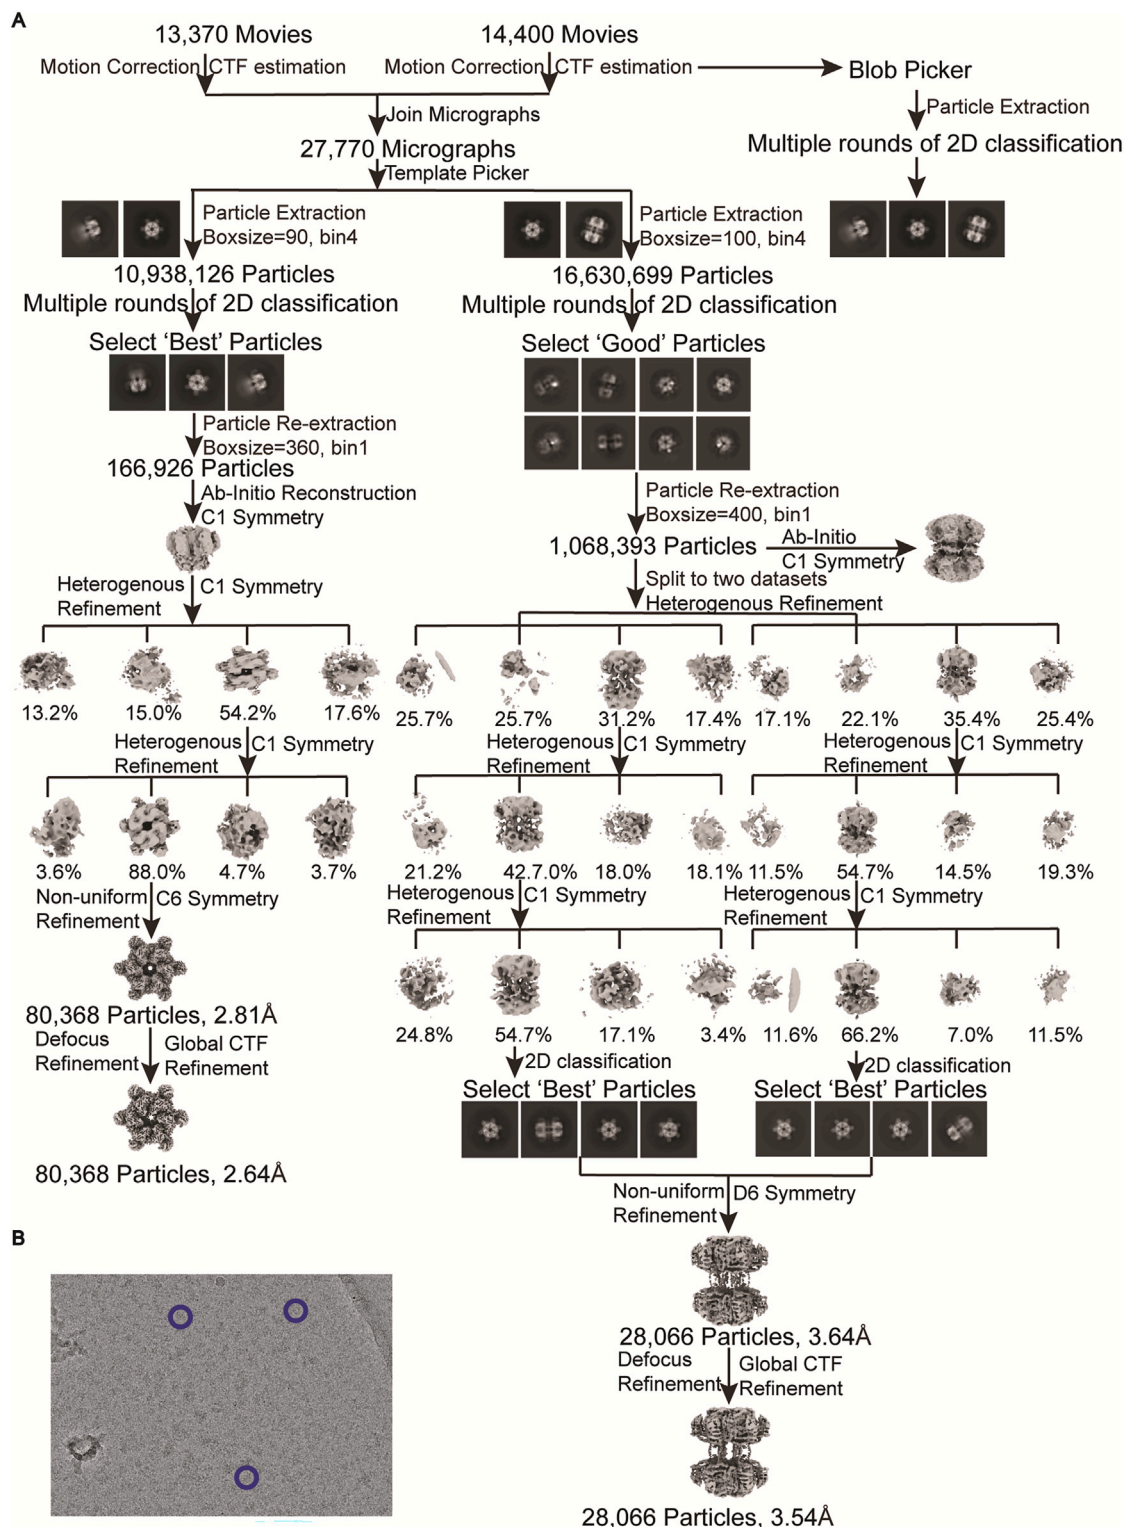 A
13,370 Movies
14,400 Movies
Motion Correction CTF estimation
Motion Correction CTF estimation
Blob Picker
Join Micrographs
Particle Extraction
27,770 Micrographs
Multiple rounds of 2D classification
Template Picker
Particle Extraction
Boxsize=90, bin4
Particle Extraction
Boxsize=100, bin4
10,938,126 Particles
16,630,699 Particles
Multiple rounds of 2D classification
Multiple rounds of 2D classification
Select ‘Best’ Particles
Select ‘Good’ Particles
Particle Re-extraction
Boxsize=360, bin1
166,926 Particles
Ab-Initio Reconstruction
C1 Symmetry
Particle Re-extraction
Boxsize=400, bin1
1,068,393 Particles
Ab-Initio
C1 Symmetry
Heterogenous
Refinement
C1 Symmetry
Split to two datasets
Heterogenous Refinement
13.2% 15.0% 54.2% 17.6%
25.7% 25.7% 31.2% 17.4% 17.1% 22.1% 35.4% 25.4%
Heterogenous
Refinement
C1 Symmetry
Heterogenous
Refinement
C1 Symmetry
Heterogenous
Refinement
C1 Symmetry
3.6% 88.0% 4.7% 3.7%
21.2% 42.7.0% 18.0% 18.1% 11.5% 54.7% 14.5% 19.3%
Non-uniform
Refinement
C6 Symmetry
Heterogenous
Refinement
C1 Symmetry
Heterogenous
Refinement
C1 Symmetry
80,368 Particles, 2.81Å
24.8% 54.7% 17.1% 3.4% 11.6% 66.2% 7.0% 11.5%
Defocus
Refinement
Global CTF
Refinement
2D classification
2D classification
Select ‘Best’ Particles
Select ‘Best’ Particles
80,368 Particles, 2.64Å
Non-uniform
Refinement
D6 Symmetry
B
28,066 Particles, 3.64Å
Defocus
Refinement
Global CTF
Refinement
28,066 Particles, 3.54Å